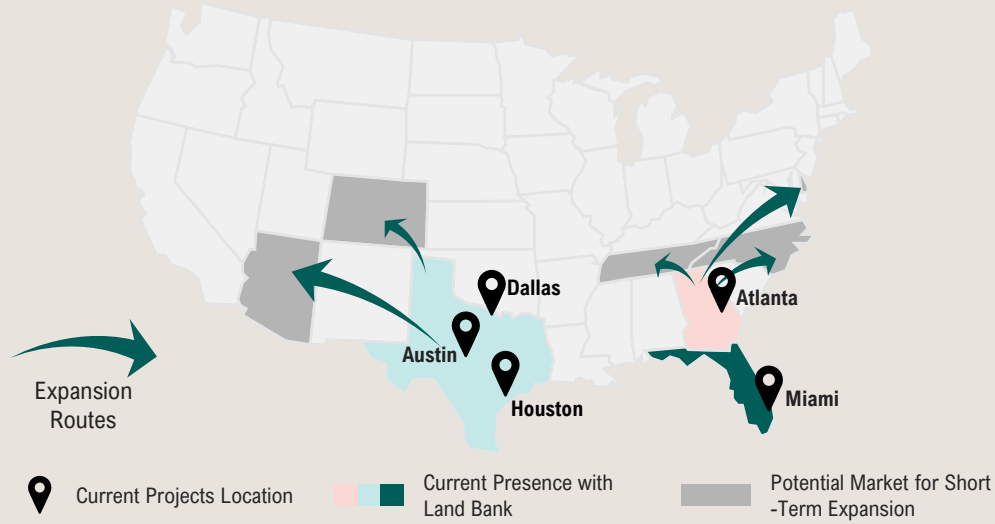 Dallas
Atlanta
Austin
Expansion
Routes
Miami
Houston
Current Projects Location
Current Presence with
Land Bank
Potential Market for Short
-Term Expansion